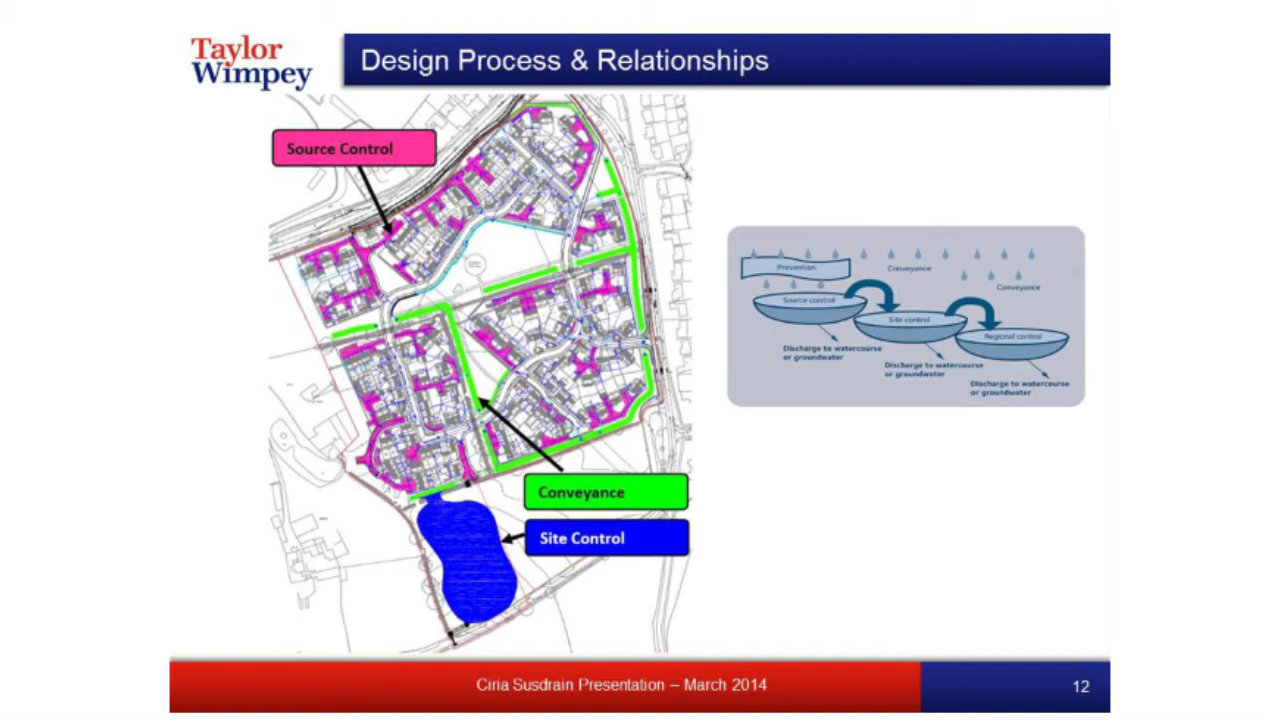 Taylor
Wimpey
Design Process & Relationships
Source Control
Conveyance
Site Control
Prevention
Conveyance
Conveyance
Source control
Site control
Regional control
Discharge to watercourse
or groundwater
Discharge to watercourse
or groundwater
Discharge to watercourse
or groundwater
Ciria Susdrain Presentation – March 2014
12